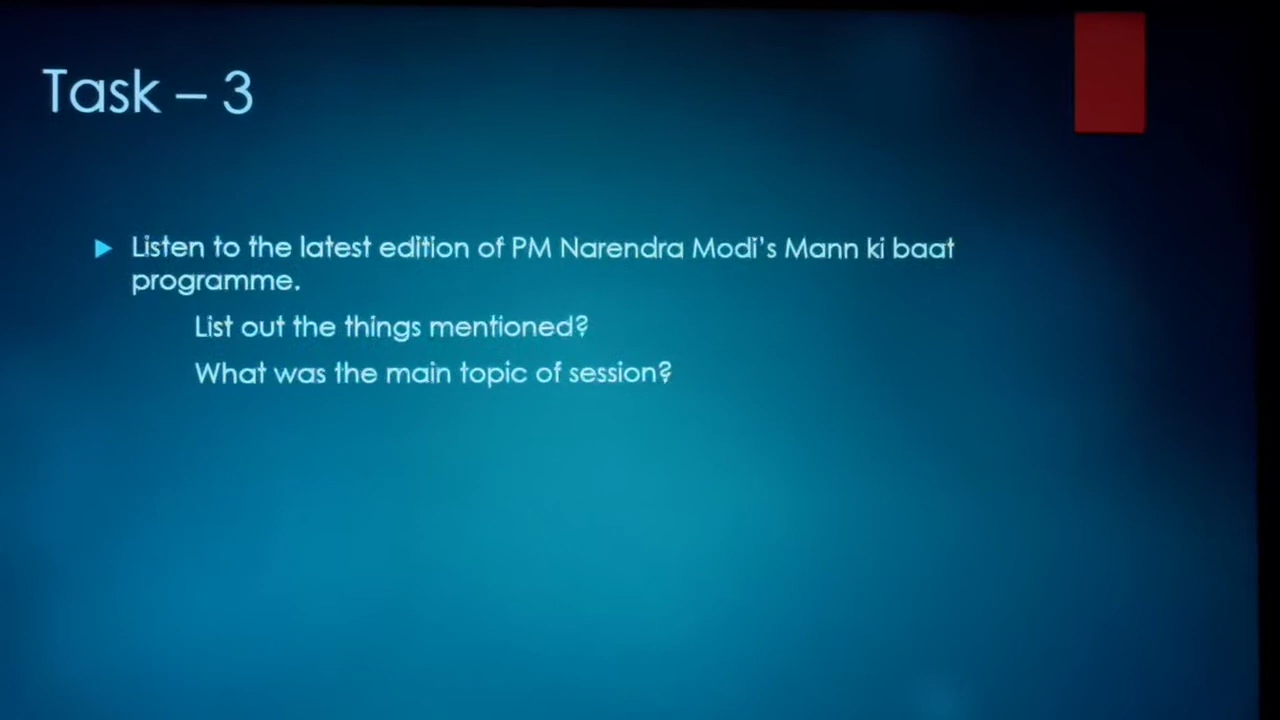 Task – 3
Listen to the latest edition of PM Narendra Modi's Mann ki baat
programme.
List out the things mentioned?
What was the main topic of session?